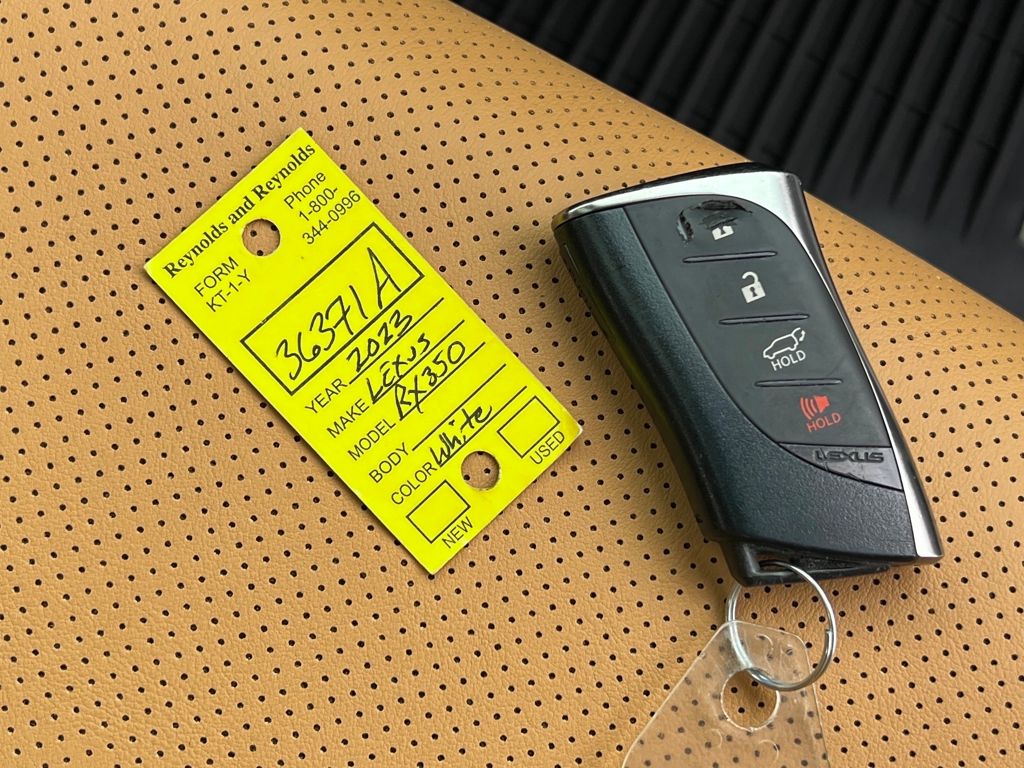 Reynolds and Reynolds
FORM
KT-1-Y
Phone
1-800-
344-0996
36371A
YEAR 2023
MAKE LEXUS
MODEL RX350
BODY
COLOR White
NEW
USED
HOLD
HOLD
LEXUS